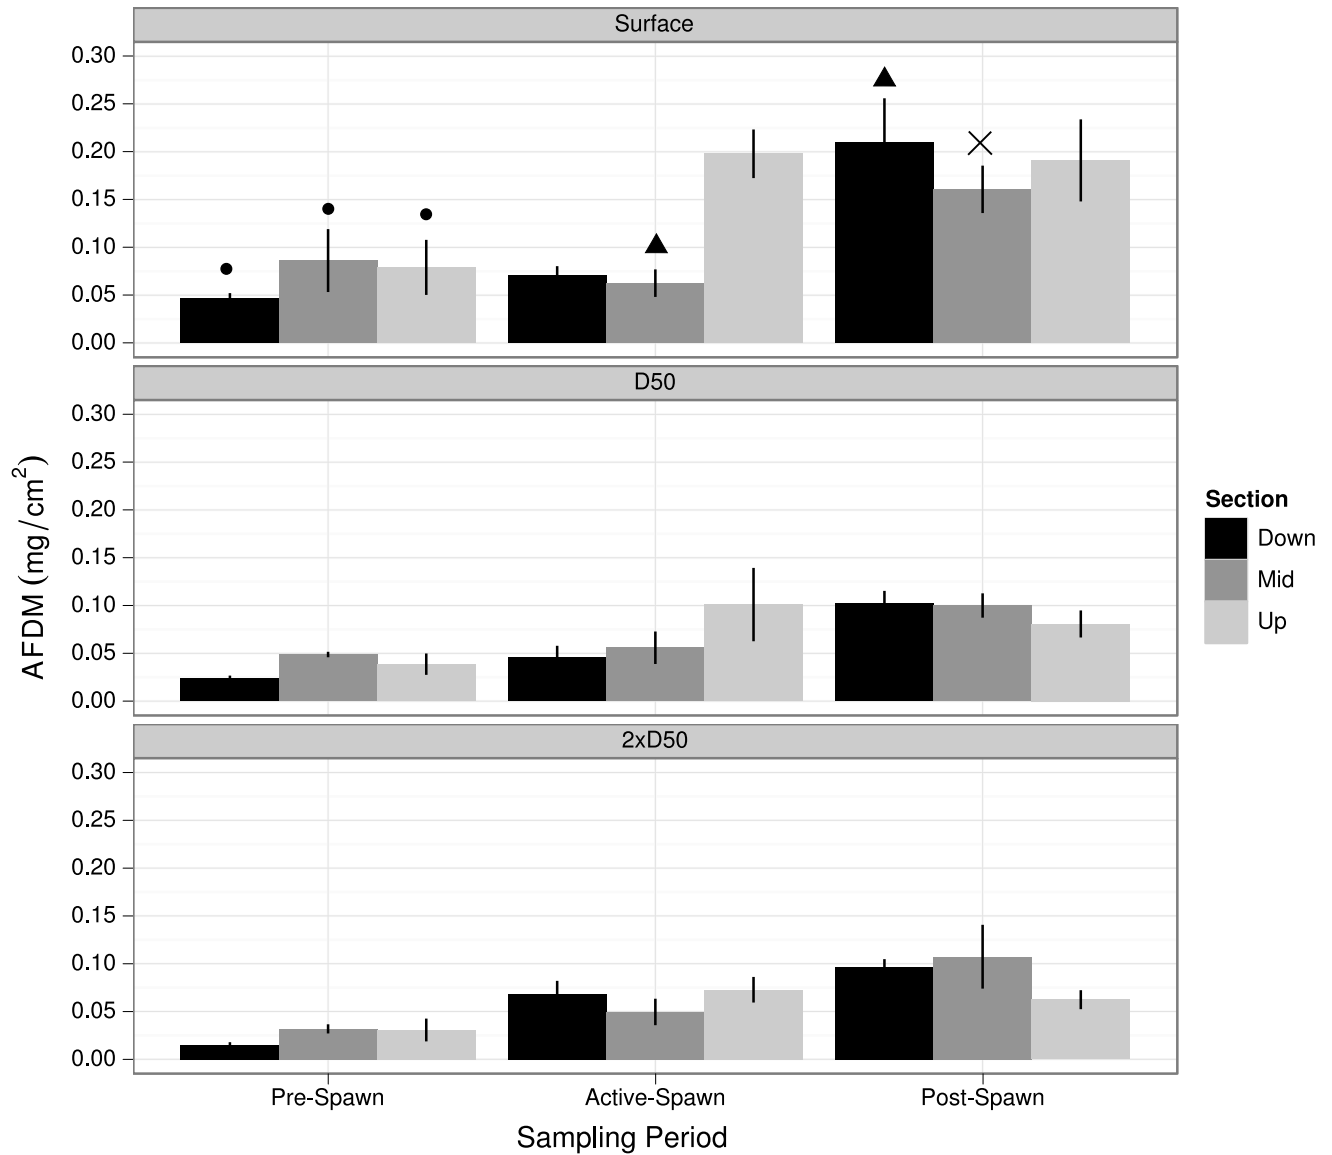 Surface
0.30
0.25
0.20
0.15
0.10
0.05
0.00
D50
0.30
0.25
0.20
0.15
0.10
0.05
0.00
2xD50
0.30
0.25
0.20
0.15
0.10
0.05
0.00
AFDM (mg/cm²)
Pre-Spawn Active-Spawn Post-Spawn
Sampling Period
Section
Down
Mid
Up